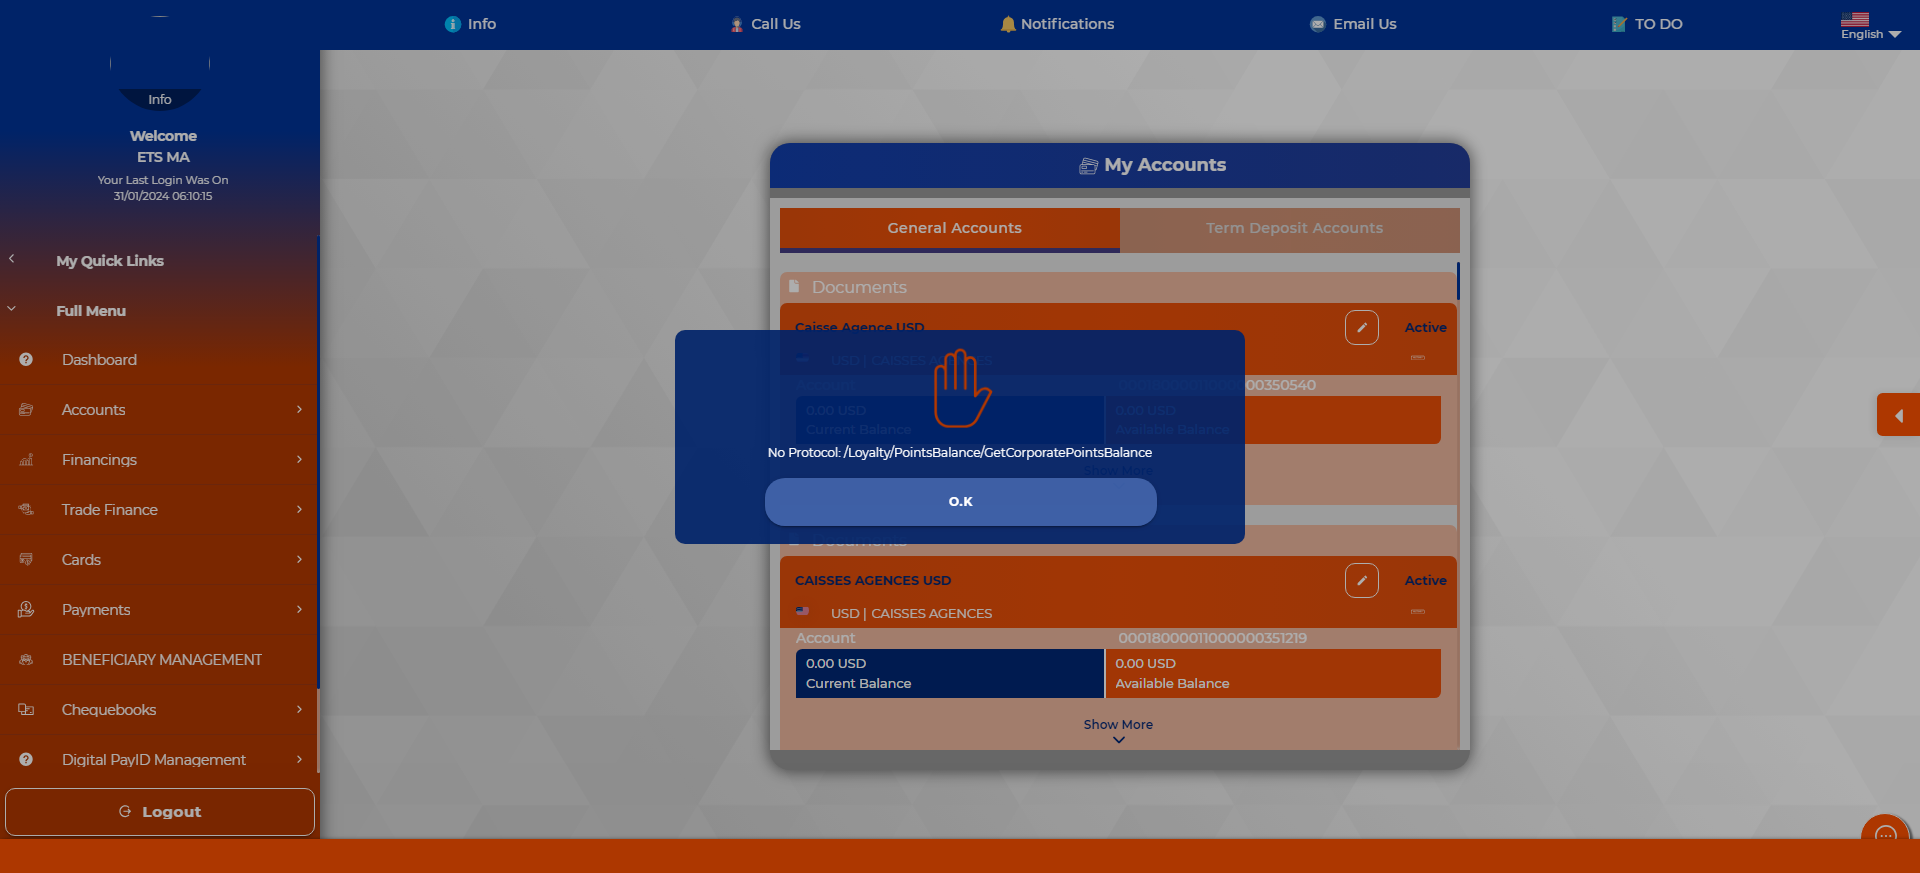 Info
Call Us
Notifications
Email Us
TO DO
English
Info
Welcome
ETS MA
Your Last Login Was On
31/01/2024 06:10:15
My Quick Links
Full Menu
Dashboard
Accounts
Financings
Trade Finance
Cards
Payments
BENEFICIARY MANAGEMENT
Chequebooks
Digital PayID Management
Logout
My Accounts
General Accounts
Term Deposit Accounts
Documents
Caisse Agence USD
Active
USD | CAISSES AGENCES
Account
000350540
0.00 USD
Current Balance
0.00 USD
Available Balance
Show More
No Protocol: /Loyalty/PointsBalance/GetCorporatePointsBalance
O.K
Documents
CAISSES AGENCES USD
Active
USD | CAISSES AGENCES
Account
00018000011000000351219
0.00 USD
Current Balance
0.00 USD
Available Balance
Show More